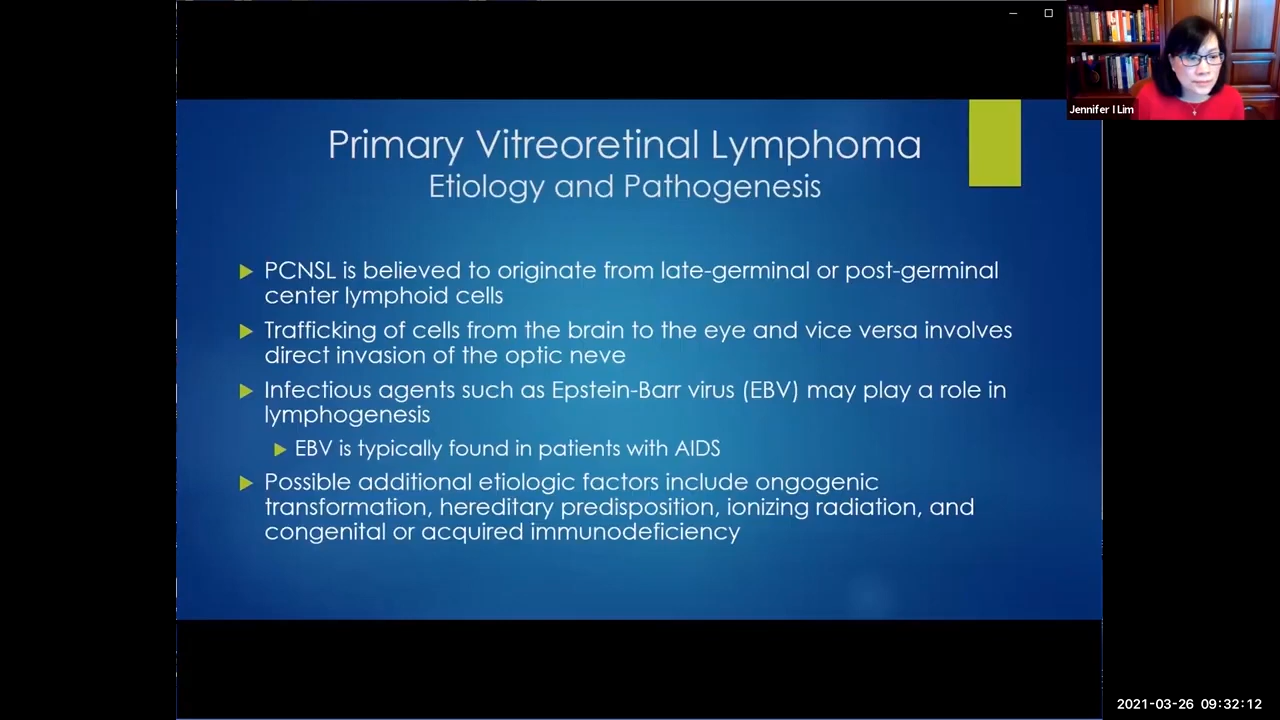 Jennifer I Lim
Primary Vitreoretinal Lymphoma
Etiology and Pathogenesis
PCNSL is believed to originate from late-germinal or post-germinal
center lymphoid cells
Trafficking of cells from the brain to the eye and vice versa involves
direct invasion of the optic neve
Infectious agents such as Epstein-Barr virus (EBV) may play a role in
lymphogenesis
EBV is typically found in patients with AIDS
Possible additional etiologic factors include ongogenic
transformation, hereditary predisposition, ionizing radiation, and
congenital or acquired immunodeficiency
2021-03-26 09:32:12